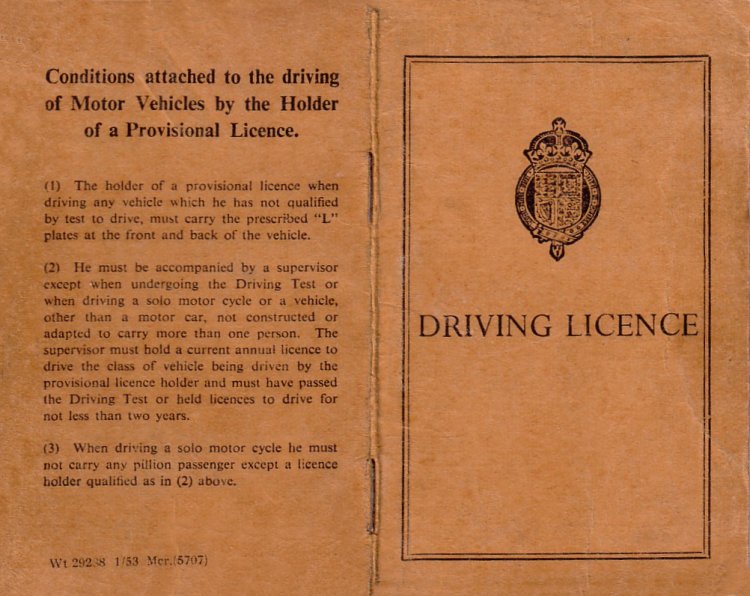 Conditions attached to the driving
of Motor Vehicles by the Holder
of a Provisional Licence.
(1) The holder of a provisional licence when
driving any vehicle which he has not qualified
by test to drive, must carry the prescribed "L"
plates at the front and back of the vehicle.
(2) He must be accompanied by a supervisor
except when undergoing the Driving Test or
when driving a solo motor cycle or a vehicle,
other than a motor car, not constructed or
adapted to carry more than one person. The
supervisor must hold a current annual licence to
drive the class of vehicle being driven by the
provisional licence holder and must have passed
the Driving Test or held licences to drive for
not less than two years.
(3) When driving a solo motor cycle he must
not carry any pillion passenger except a licence
holder qualified as in (2) above.
Wt 1/53 Mcr.(5707)
DRIVING LICENCE